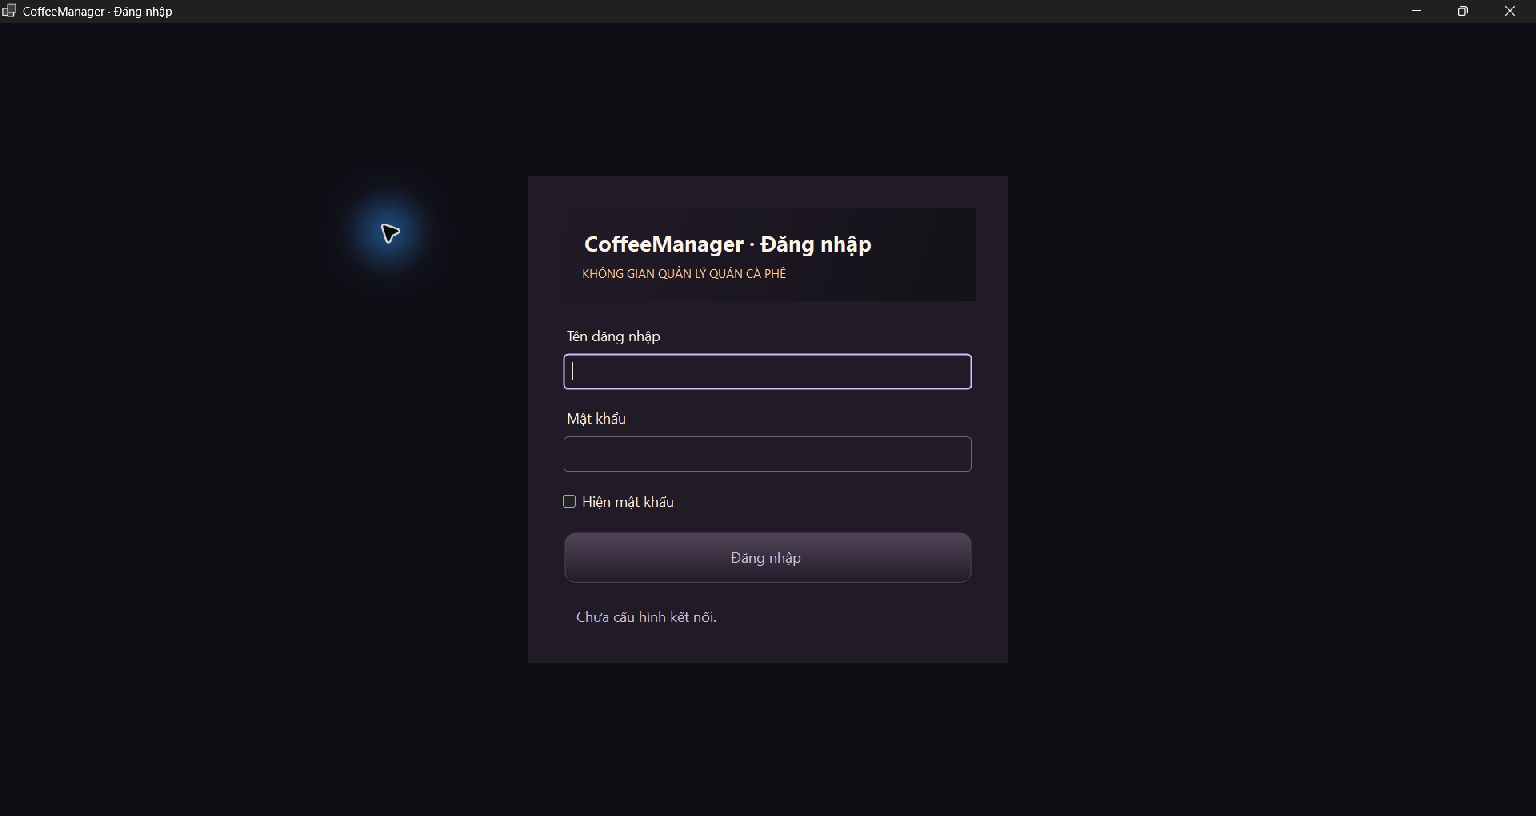 CoffeeManager · Đăng nhập
CoffeeManager · Đăng nhập
KHÔNG GIAN QUẢN LÝ QUÁN CÀ PHÊ
Tên đăng nhập
Mật khẩu
Hiện mật khẩu
Đăng nhập
Chưa cấu hình kết nối.